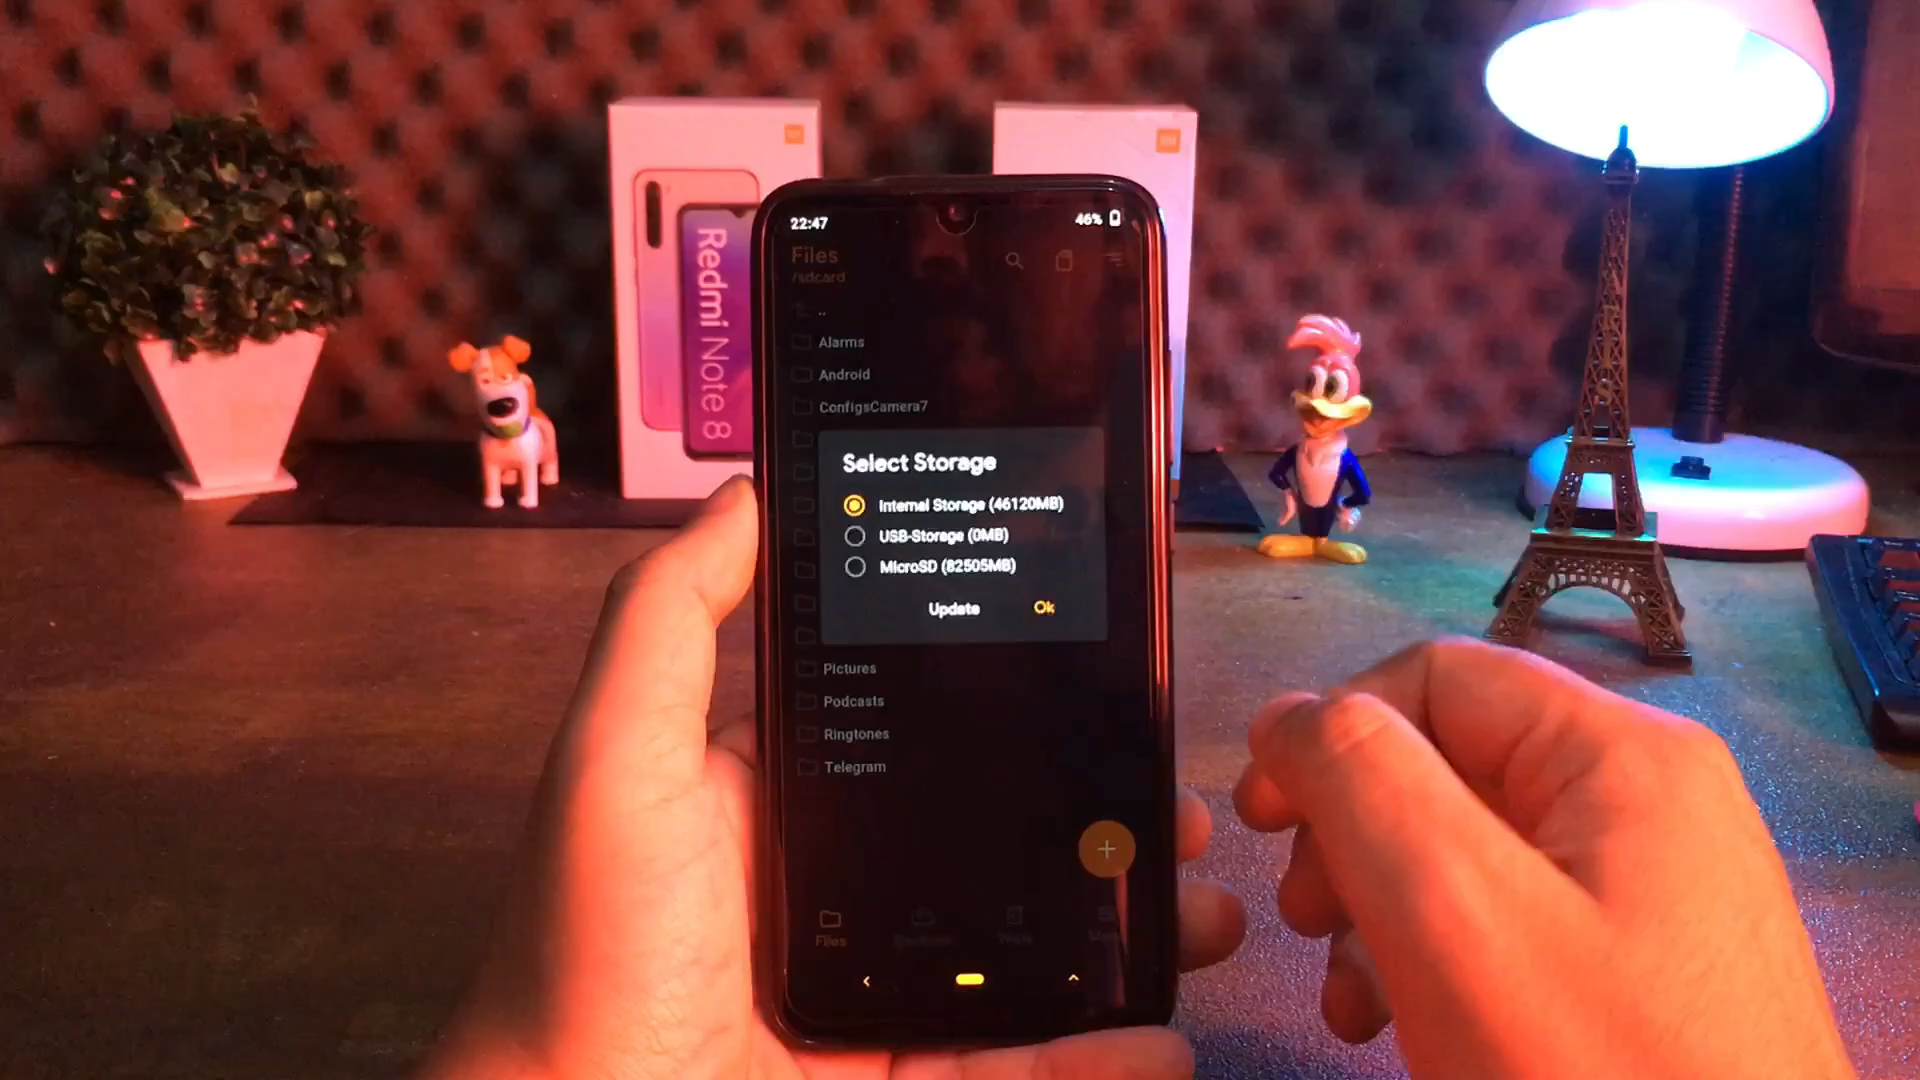 Redmi Note 8
22:47
46%
Files
/sdcard
..
Alarms
Android
ConfigsCamera7
Select Storage
Internal Storage (46120MB)
USB-Storage (0MB)
MicroSD (82505MB)
Update
Ok
Pictures
Podcasts
Ringtones
Telegram
+
Files